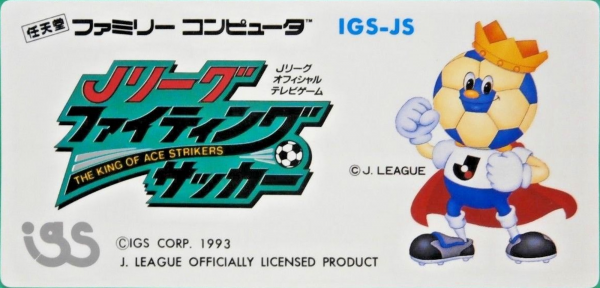 任天堂 ファミリー コンピュータ™ IGS-JS
Jリーグ
オフィシャル
テレビゲーム
Jリーグ
ファイティング
THE KING OF ACE STRIKERS
サッカー
©J. LEAGUE
J
igs
©IGS CORP. 1993
J. LEAGUE OFFICIALLY LICENSED PRODUCT